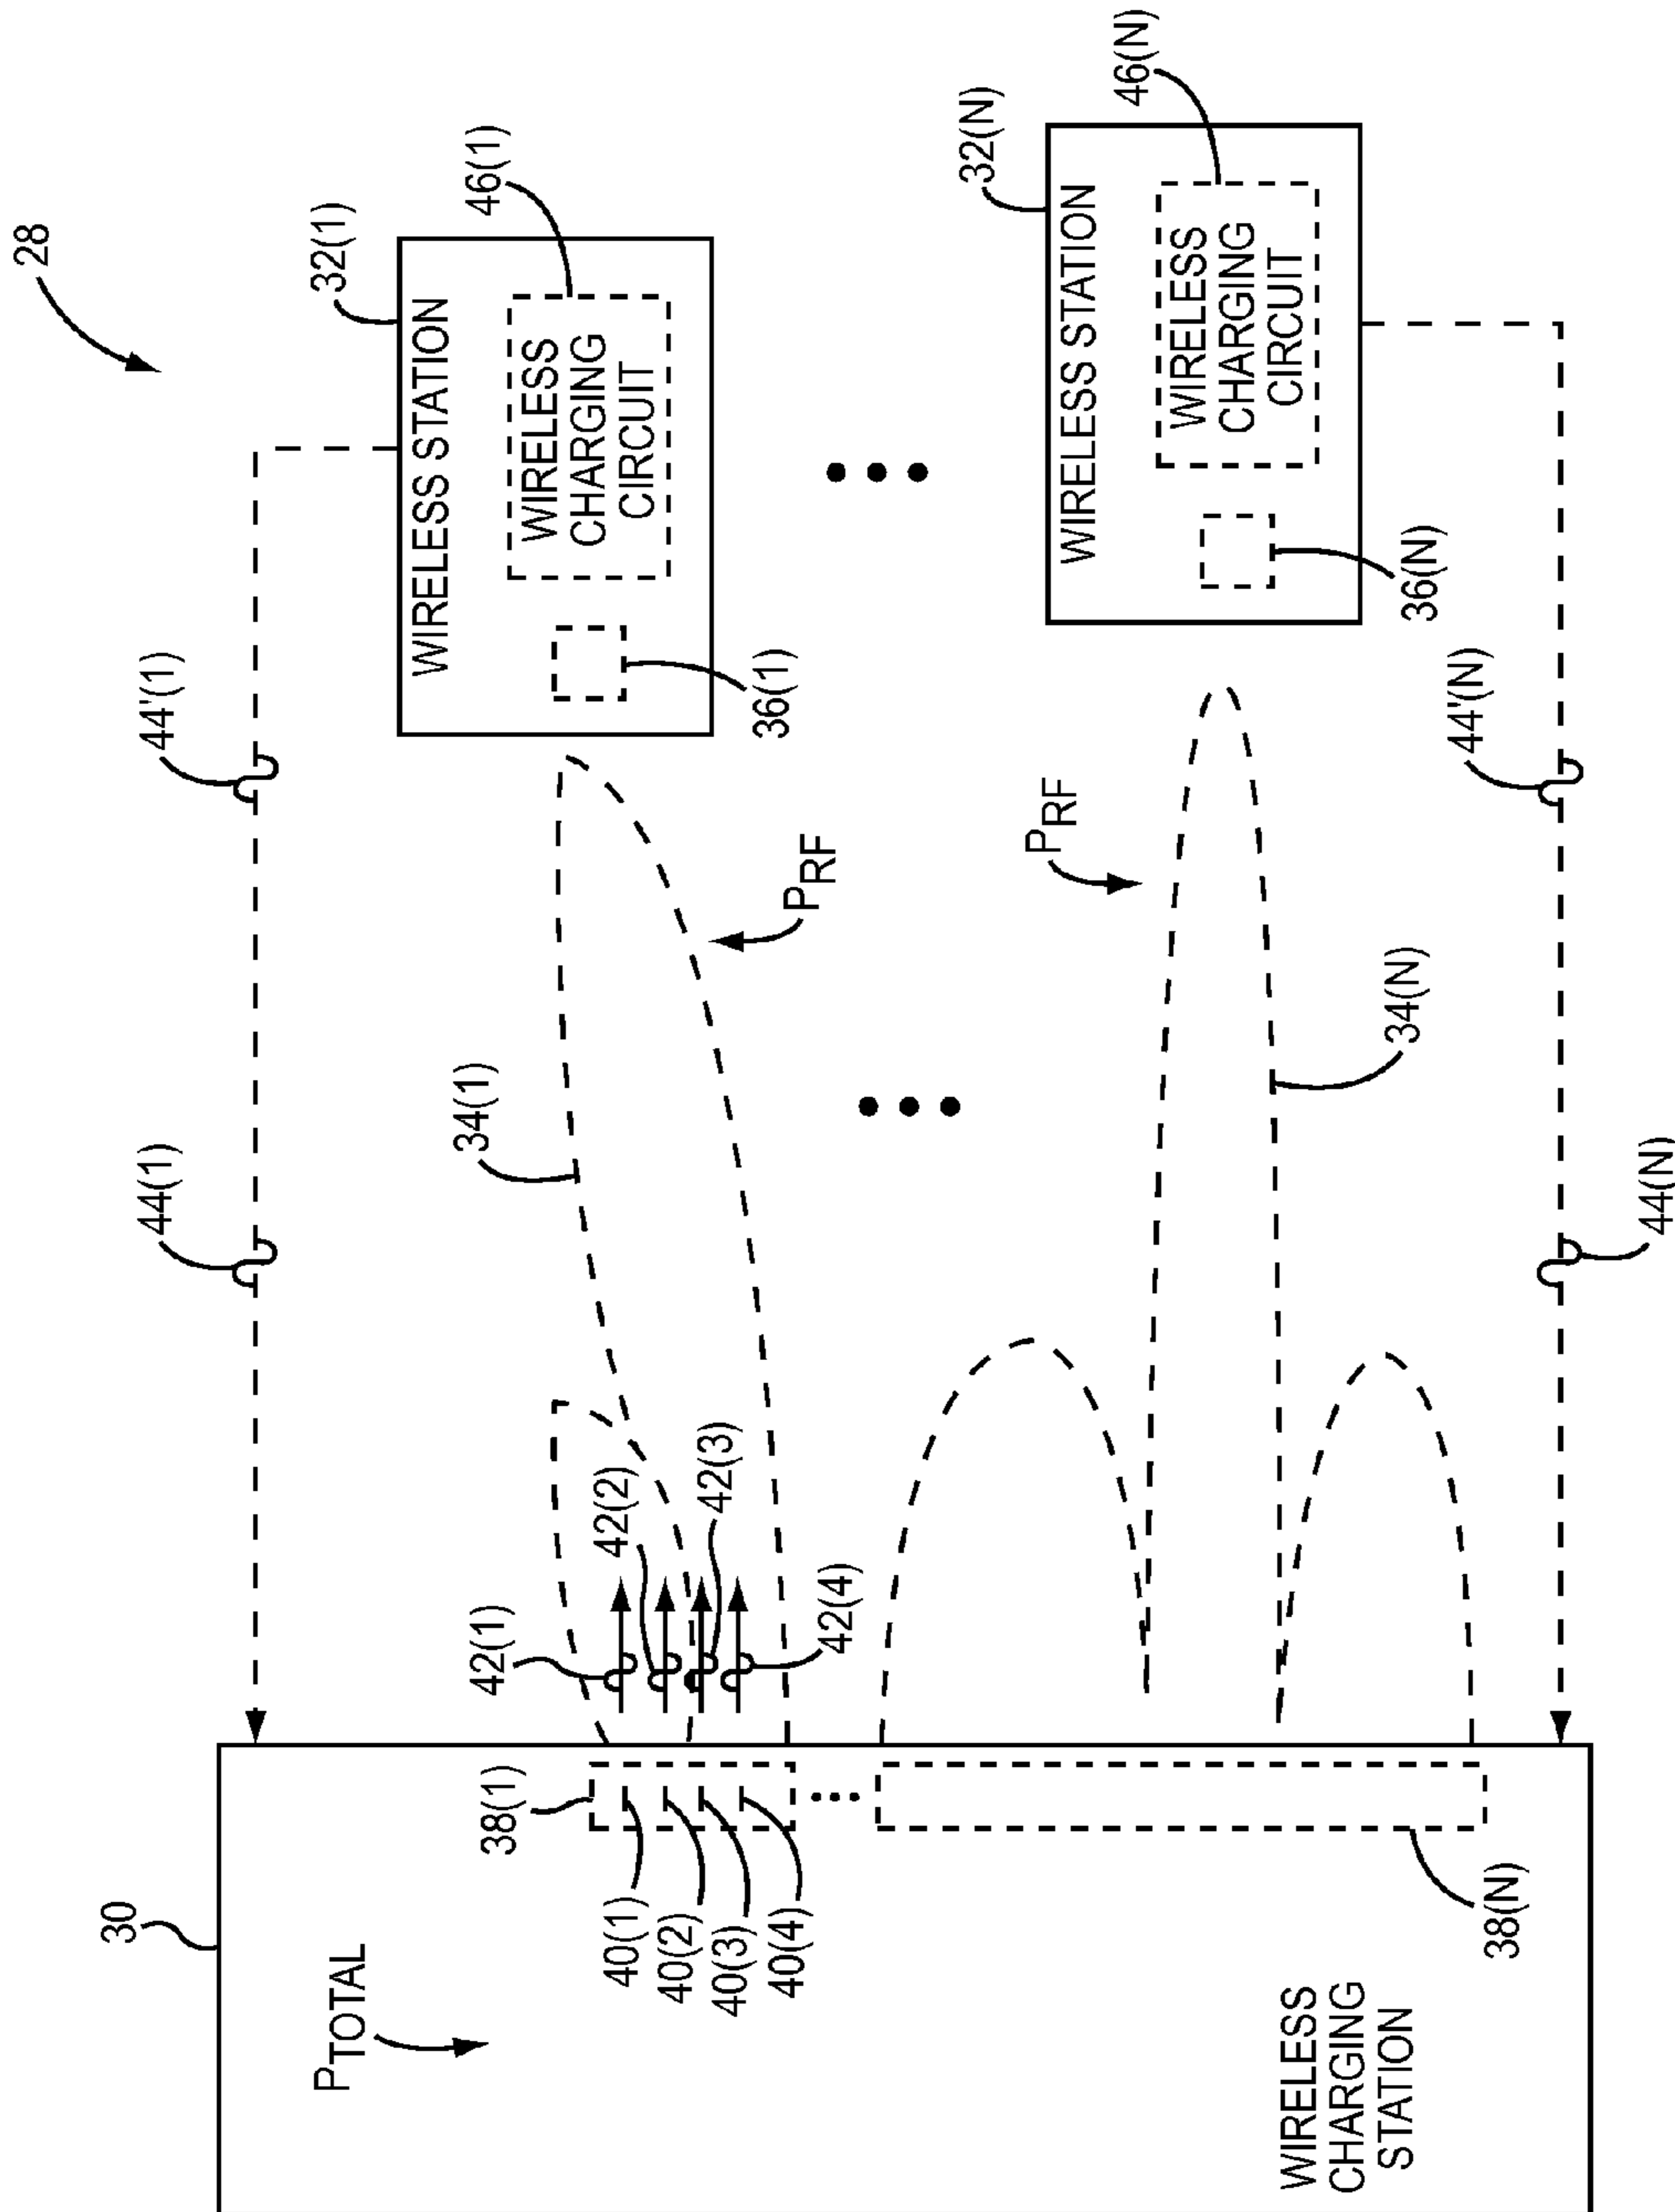 28
30
P_TOTAL
WIRELESS
CHARGING
STATION
38(1)
40(1)
40(2)
40(3)
40(4)
38(N)
42(1)
42(2)
42(3)
42(4)
44(1)
44'(1)
34(1)
P_RF
32(1)
WIRELESS STATION
WIRELESS
CHARGING
CIRCUIT
46(1)
36(1)
P_RF
34(N)
32(N)
WIRELESS STATION
WIRELESS
CHARGING
CIRCUIT
46(N)
36(N)
44(N)
44'(N)